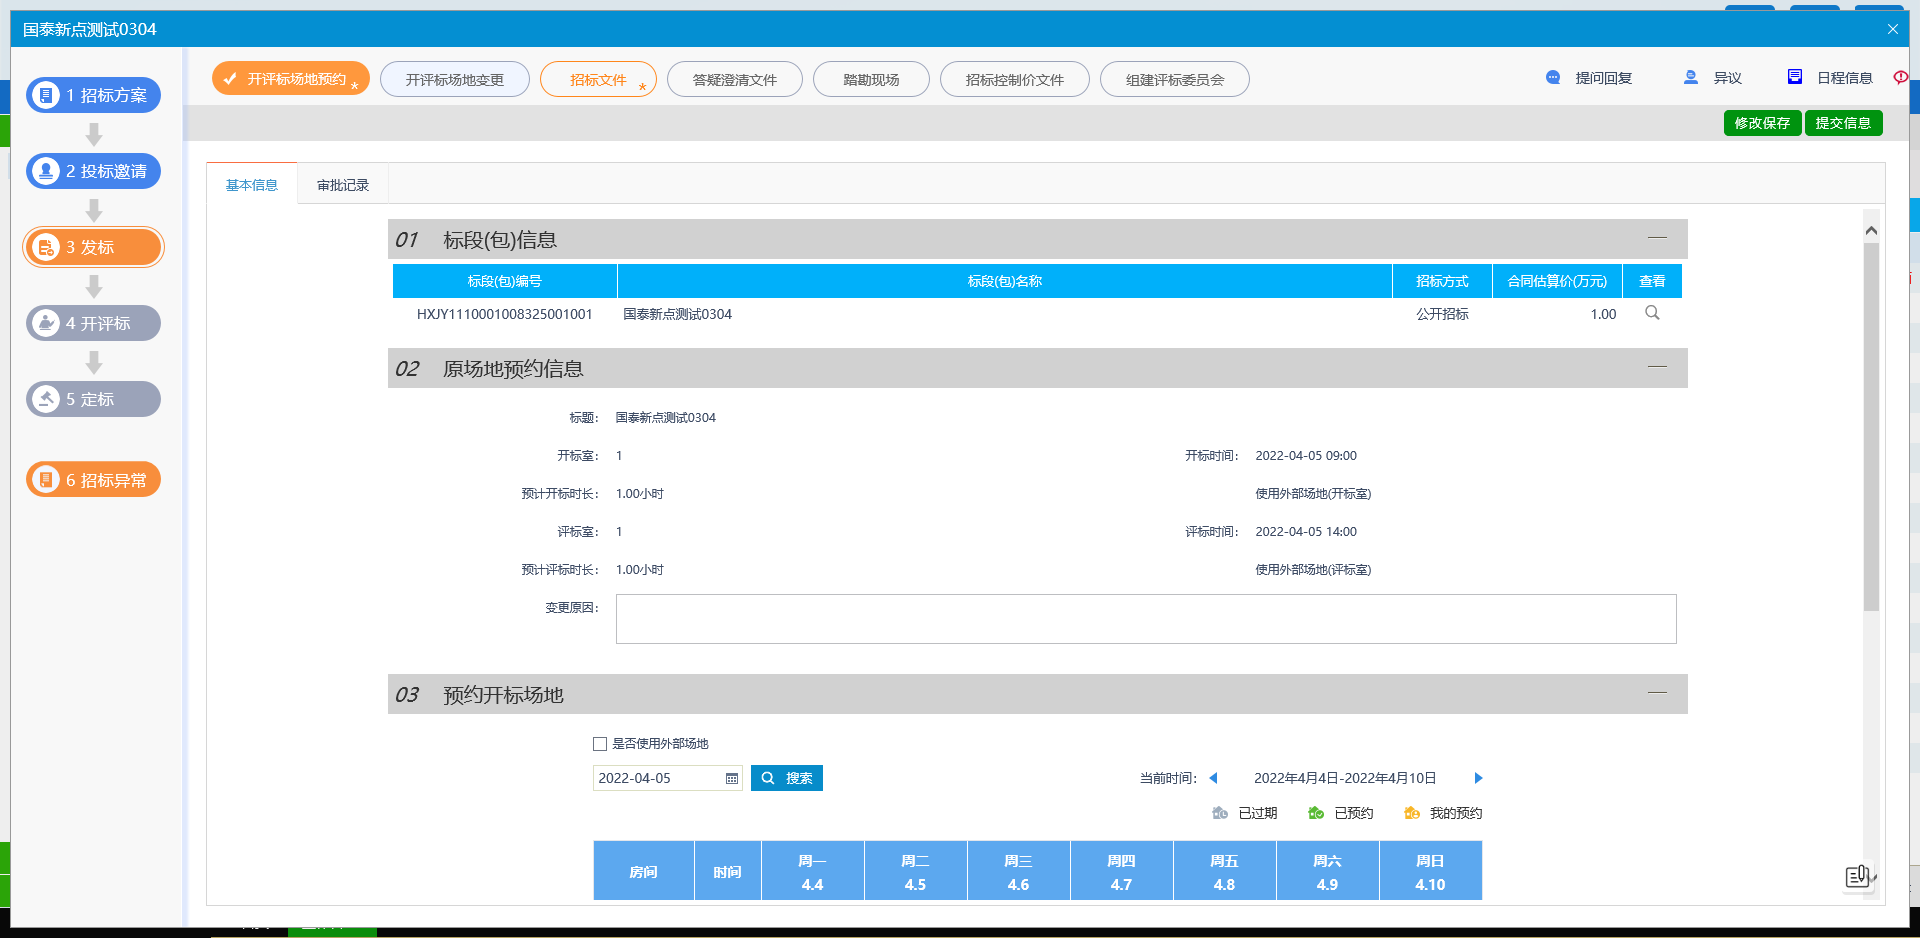 国泰新点测试0304
1 招标方案
2 投标邀请
3 发标
4 开评标
5 定标
6 招标异常
开评标场地预约 *
开评标场地变更
招标文件 *
答疑澄清文件
踏勘现场
招标控制价文件
组建评标委员会
提问回复
异议
日程信息
修改保存
提交信息
基本信息
审批记录
01 标段(包)信息
标段(包)编号 标段(包)名称 招标方式 合同估算价(万元) 查看
HXJY1110001008325001001 国泰新点测试0304 公开招标 1.00
02 原场地预约信息
标题： 国泰新点测试0304
开标室： 1 开标时间： 2022-04-05 09:00
预计开标时长： 1.00小时 使用外部场地(开标室)
评标室： 1 评标时间： 2022-04-05 14:00
预计评标时长： 1.00小时 使用外部场地(评标室)
变更原因：
03 预约开标场地
是否使用外部场地
2022-04-05 搜索 当前时间： 2022年4月4日-2022年4月10日
已过期 已预约 我的预约
房间 时间 周一 周二 周三 周四 周五 周六 周日
4.4 4.5 4.6 4.7 4.8 4.9 4.10